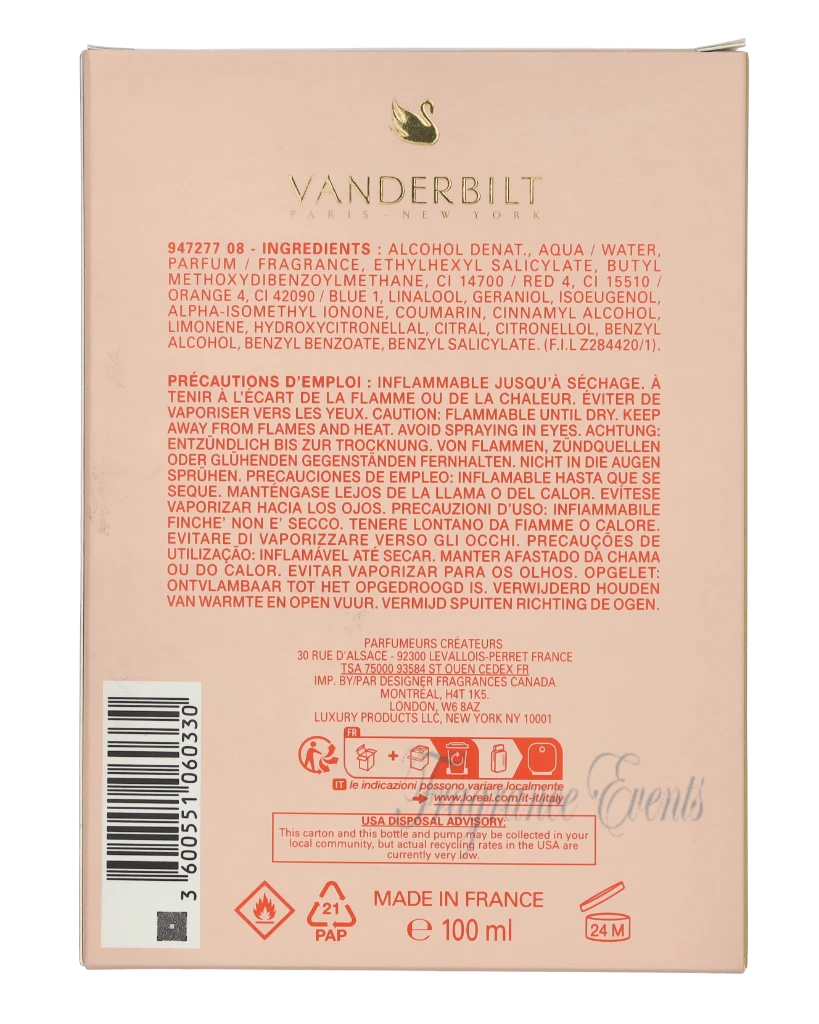 VANDERBILT
PARIS - NEW YORK
947277 08 - INGREDIENTS : ALCOHOL DENAT., AQUA / WATER,
PARFUM / FRAGRANCE, ETHYLHEXYL SALICYLATE, BUTYL
METHOXYDIBENZOYLMETHANE, CI 14700 / RED 4, CI 15510 /
ORANGE 4, CI 42090 / BLUE 1, LINALOOL, GERANIOL, ISOEUGENOL,
ALPHA-ISOMETHYL IONONE, COUMARIN, CINNAMYL ALCOHOL,
LIMONENE, HYDROXYCITRONELLAL, CITRAL, CITRONELLOL, BENZYL
ALCOHOL, BENZYL BENZOATE, BENZYL SALICYLATE. (F.I.L Z284420/1).
PRÉCAUTIONS D'EMPLOI : INFLAMMABLE JUSQU'À SÉCHAGE. À
TENIR À L'ÉCART DE LA FLAMME OU DE LA CHALEUR. ÉVITER DE
VAPORISER VERS LES YEUX. CAUTION: FLAMMABLE UNTIL DRY. KEEP
AWAY FROM FLAMES AND HEAT. AVOID SPRAYING IN EYES. ACHTUNG:
ENTZÜNDLICH BIS ZUR TROCKNUNG. VON FLAMMEN, ZÜNDQUELLEN
ODER GLÜHENDEN GEGENSTÄNDEN FERNHALTEN. NICHT IN DIE AUGEN
SPRÜHEN. PRECAUCIONES DE EMPLEO: INFLAMABLE HASTA QUE SE
SEQUE. MANTÉNGASE LEJOS DE LA LLAMA O DEL CALOR. EVÍTESE
VAPORIZAR HACIA LOS OJOS. PRECAUZIONI D'USO: INFIAMMABILE
FINCHE' NON E' SECCO. TENERE LONTANO DA FIAMME O CALORE.
EVITARE DI VAPORIZZARE VERSO GLI OCCHI. PRECAUÇÕES DE
UTILIZAÇÃO: INFLAMÁVEL ATÉ SECAR. MANTER AFASTADO DA CHAMA
OU DO CALOR. EVITAR VAPORIZAR PARA OS OLHOS. OPGELET:
ONTVLAMBAAR TOT HET OPGEDROOGD IS. VERWIJDERD HOUDEN
VAN WARMTE EN OPEN VUUR. VERMIJD SPUITEN RICHTING DE OGEN.
PARFUMEURS CRÉATEURS
30 RUE D'ALSACE - 92300 LEVALLOIS-PERRET FRANCE
TSA 75000 93584 ST OUEN CEDEX FR
IMP. BY/PAR DESIGNER FRAGRANCES CANADA
MONTRÉAL, H4T 1K5.
LONDON, W6 8AZ
LUXURY PRODUCTS LLC, NEW YORK NY 10001
FR
+
IT le indicazioni possono variare localmente
www.loreal.com/it-it/italy
Fragrance Events
USA DISPOSAL ADVISORY:
This carton and this bottle and pump may be collected in your
local community, but actual recycling rates in the USA are
currently very low.
3 600551 060330
21
PAP
MADE IN FRANCE
℮ 100 ml
24 M